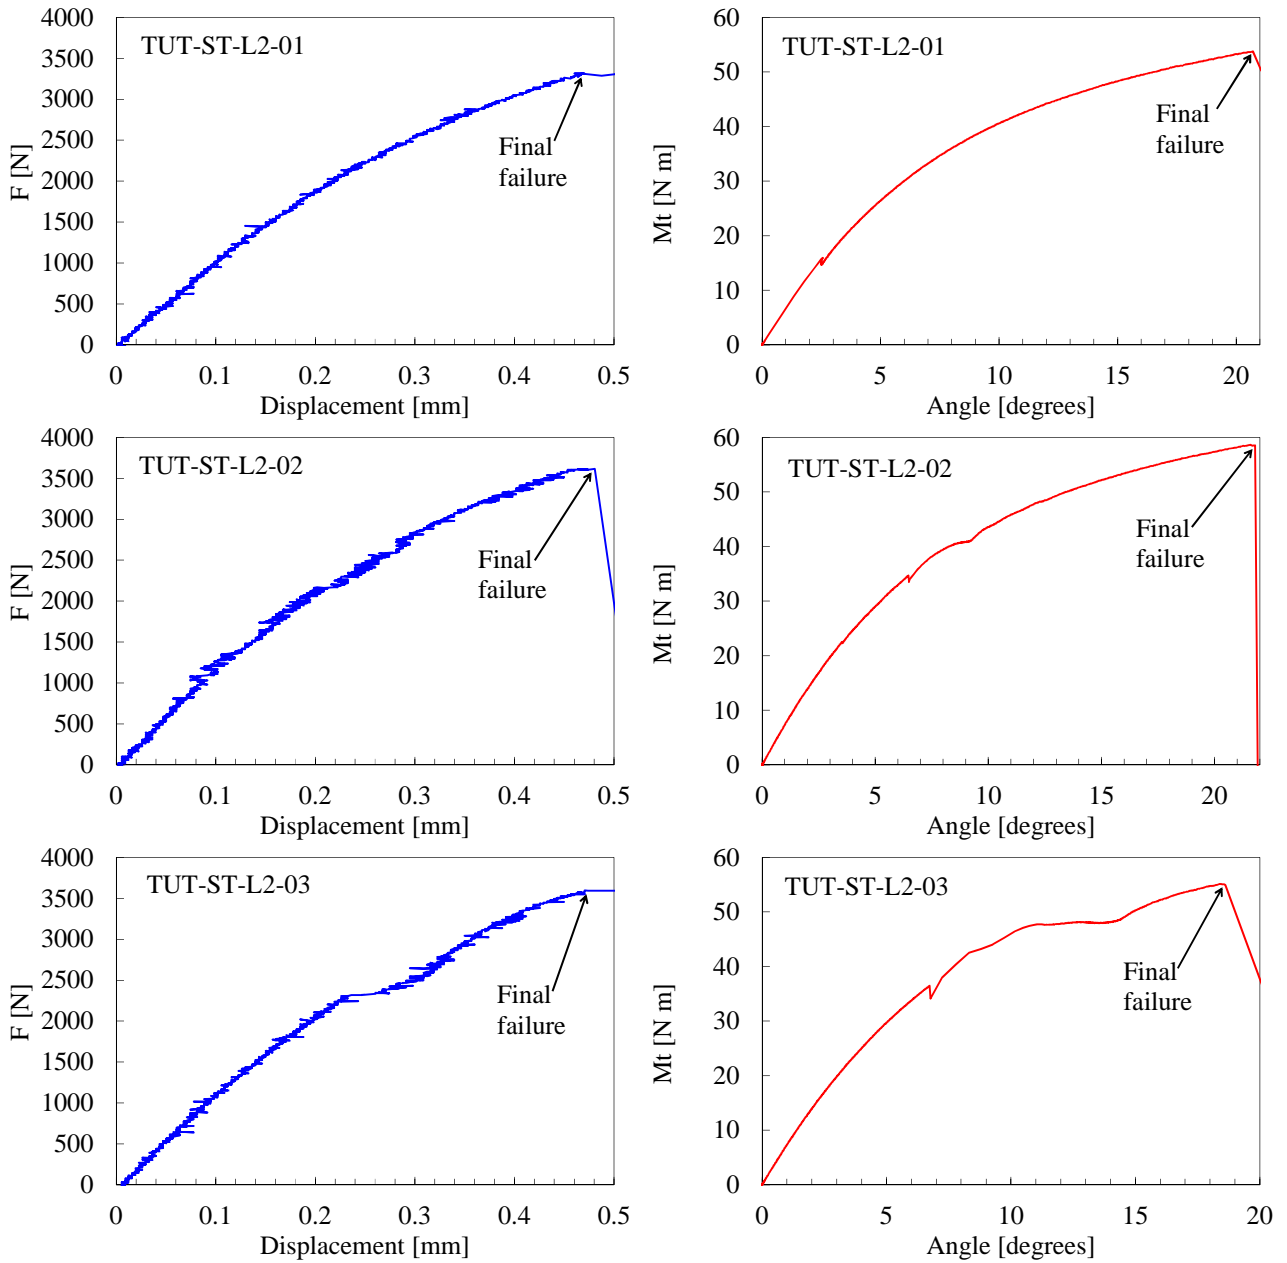 TUT-ST-L2-01
F [N]
4000
3500
3000
2500
2000
1500
1000
500
0
Final
failure
0 0.1 0.2 0.3 0.4 0.5
Displacement [mm]
TUT-ST-L2-01
Mt [N m]
60
50
40
30
20
10
0
Final
failure
0 5 10 15 20
Angle [degrees]
TUT-ST-L2-02
F [N]
4000
3500
3000
2500
2000
1500
1000
500
0
Final
failure
0 0.1 0.2 0.3 0.4 0.5
Displacement [mm]
TUT-ST-L2-02
Mt [N m]
60
50
40
30
20
10
0
Final
failure
0 5 10 15 20
Angle [degrees]
TUT-ST-L2-03
F [N]
4000
3500
3000
2500
2000
1500
1000
500
0
Final
failure
0 0.1 0.2 0.3 0.4 0.5
Displacement [mm]
TUT-ST-L2-03
Mt [N m]
60
50
40
30
20
10
0
Final
failure
0 5 10 15 20
Angle [degrees]